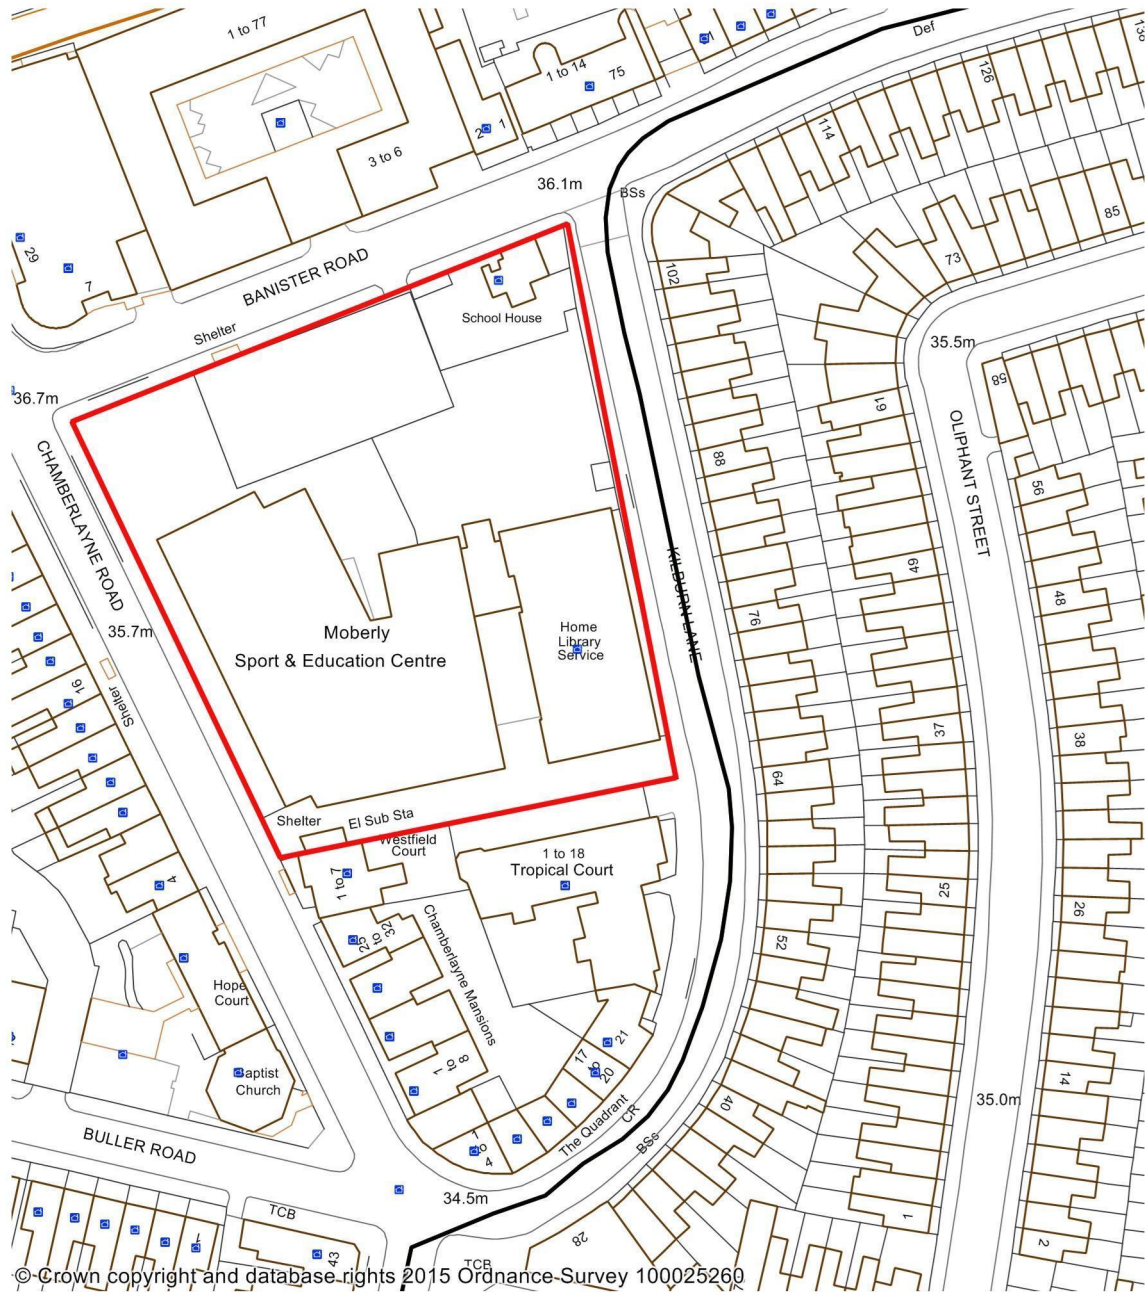 1 to 77
Def
138
126
1 to 14
75
1
2
1
114
3 to 6
36.1m
BSs
85
29
7
73
BANISTER ROAD
102
School House
Shelter
35.5m
58
36.7m
61
CHAMBERLAYNE ROAD
OLIPHANT STREET
88
56
KILBURN LANE
49
48
76
35.7m
Moberly
Sport & Education Centre
Home
Library
Service
16
Shelter
37
38
64
Shelter
El Sub Sta
Westfield
Court
1 to 7
1 to 18
Tropical Court
4
25
26
25
to
32
Chamberlayne Mansions
52
Hope
Court
21
17
to
20
1
to
8
Baptist
Church
14
40
35.0m
The Quadrant
CR
BSs
BULLER ROAD
1
to
4
34.5m
TCB
1
1
2
43
TCB
28
© Crown copyright and database rights 2015 Ordnance Survey 100025260